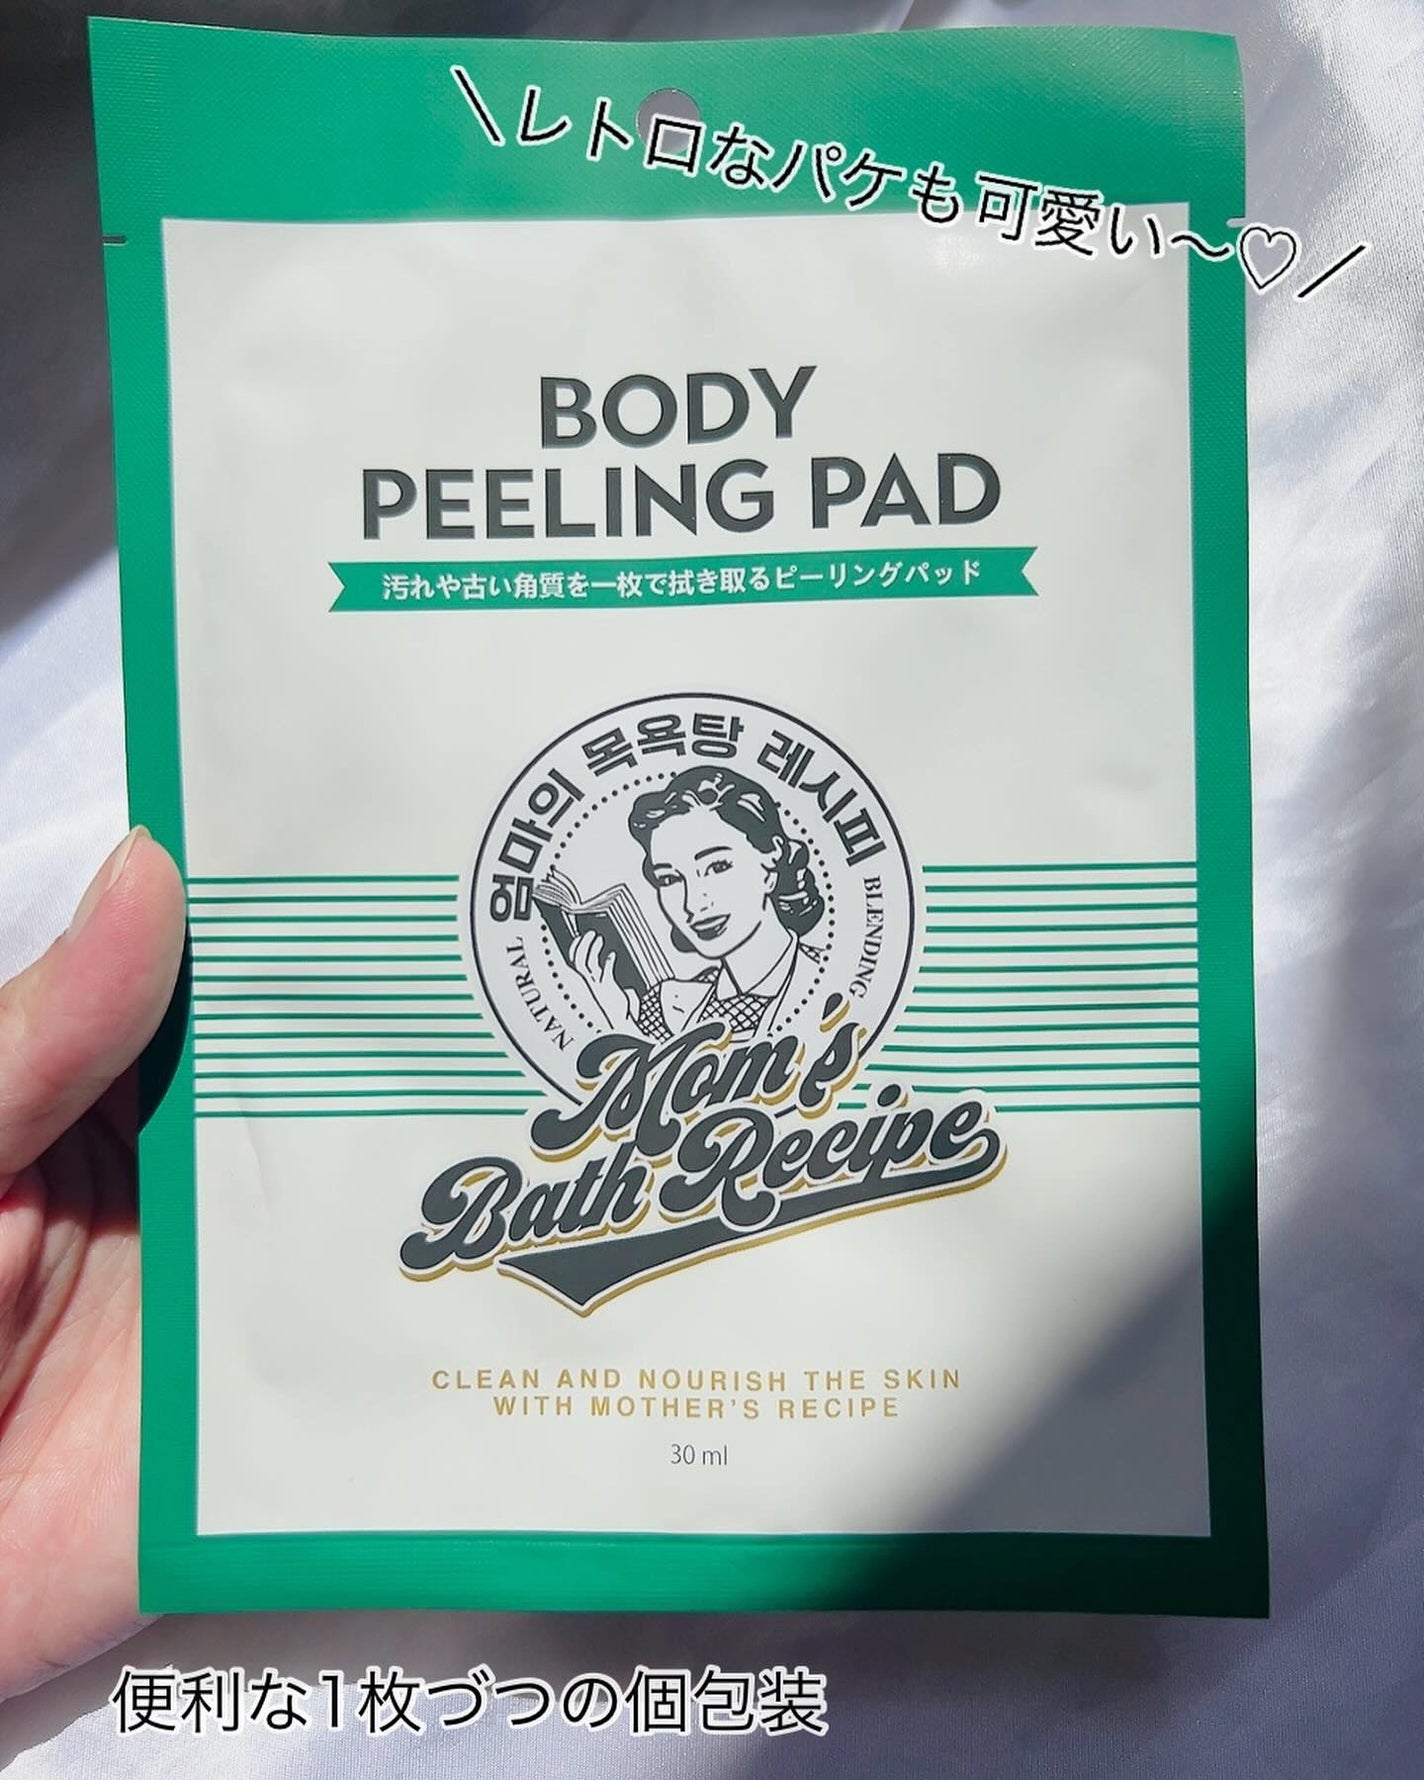 ＼レトロなパケも可愛い〜♡／
BODY
PEELING PAD
汚れや古い角質を一枚で拭き取るピーリングパッド
엄마의 목욕탕 레시피
NATURAL
BLENDING
Mom's
Bath Recipe
CLEAN AND NOURISH THE SKIN
WITH MOTHER'S RECIPE
30 ml
便利な1枚づつの個包装